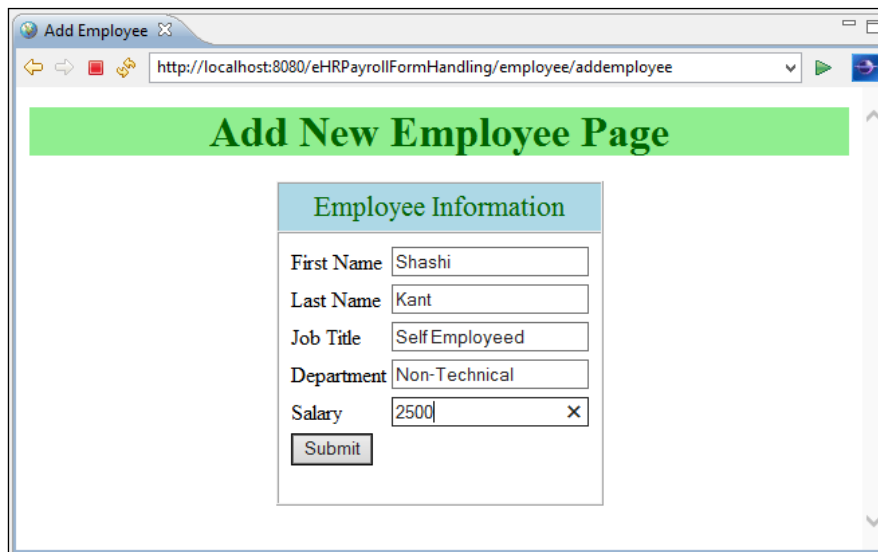 Add Employee
http://localhost:8080/eHRPayrollFormHandling/employee/addemployee
Add New Employee Page
Employee Information
First Name Shashi
Last Name Kant
Job Title Self Employeed
Department Non-Technical
Salary 2500
Submit